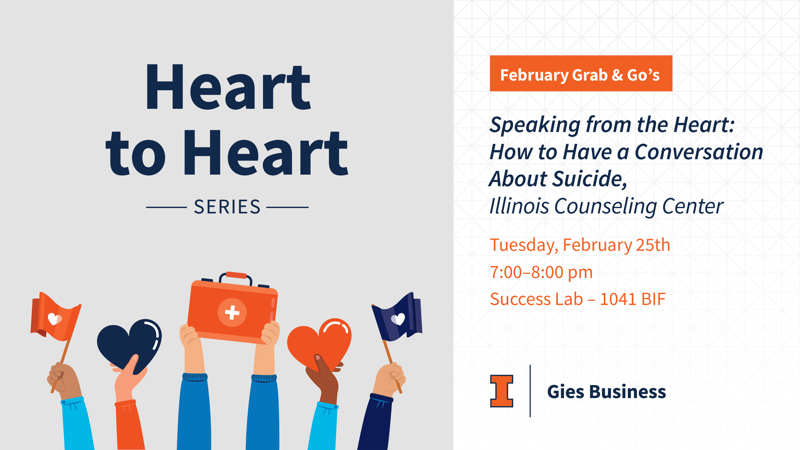 Heart
to Heart
SERIES
February Grab & Go's
Speaking from the Heart:
How to Have a Conversation
About Suicide,
Illinois Counseling Center
Tuesday, February 25th
7:00–8:00 pm
Success Lab – 1041 BIF
I
Gies Business